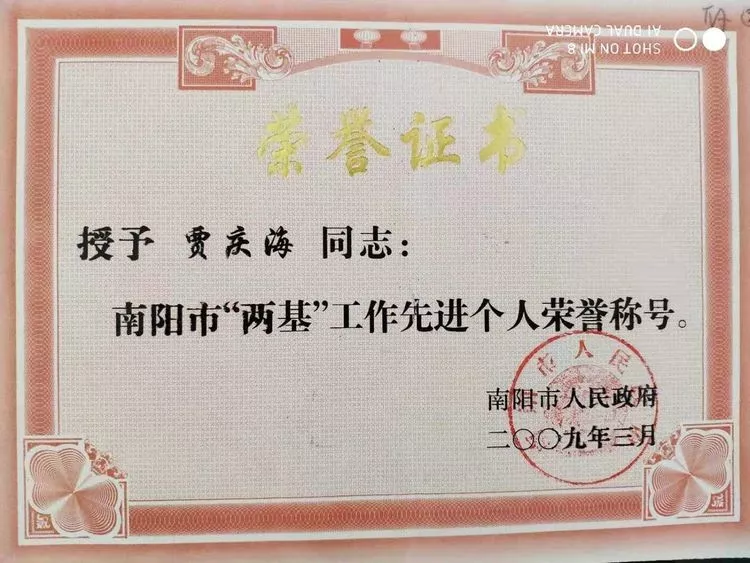 SHOT ON MI 8
AI DUAL CAMERA
荣誉证书
授予 贾庆海 同志：
南阳市“两基”工作先进个人荣誉称号。
南阳市人民政府
二〇〇九年三月